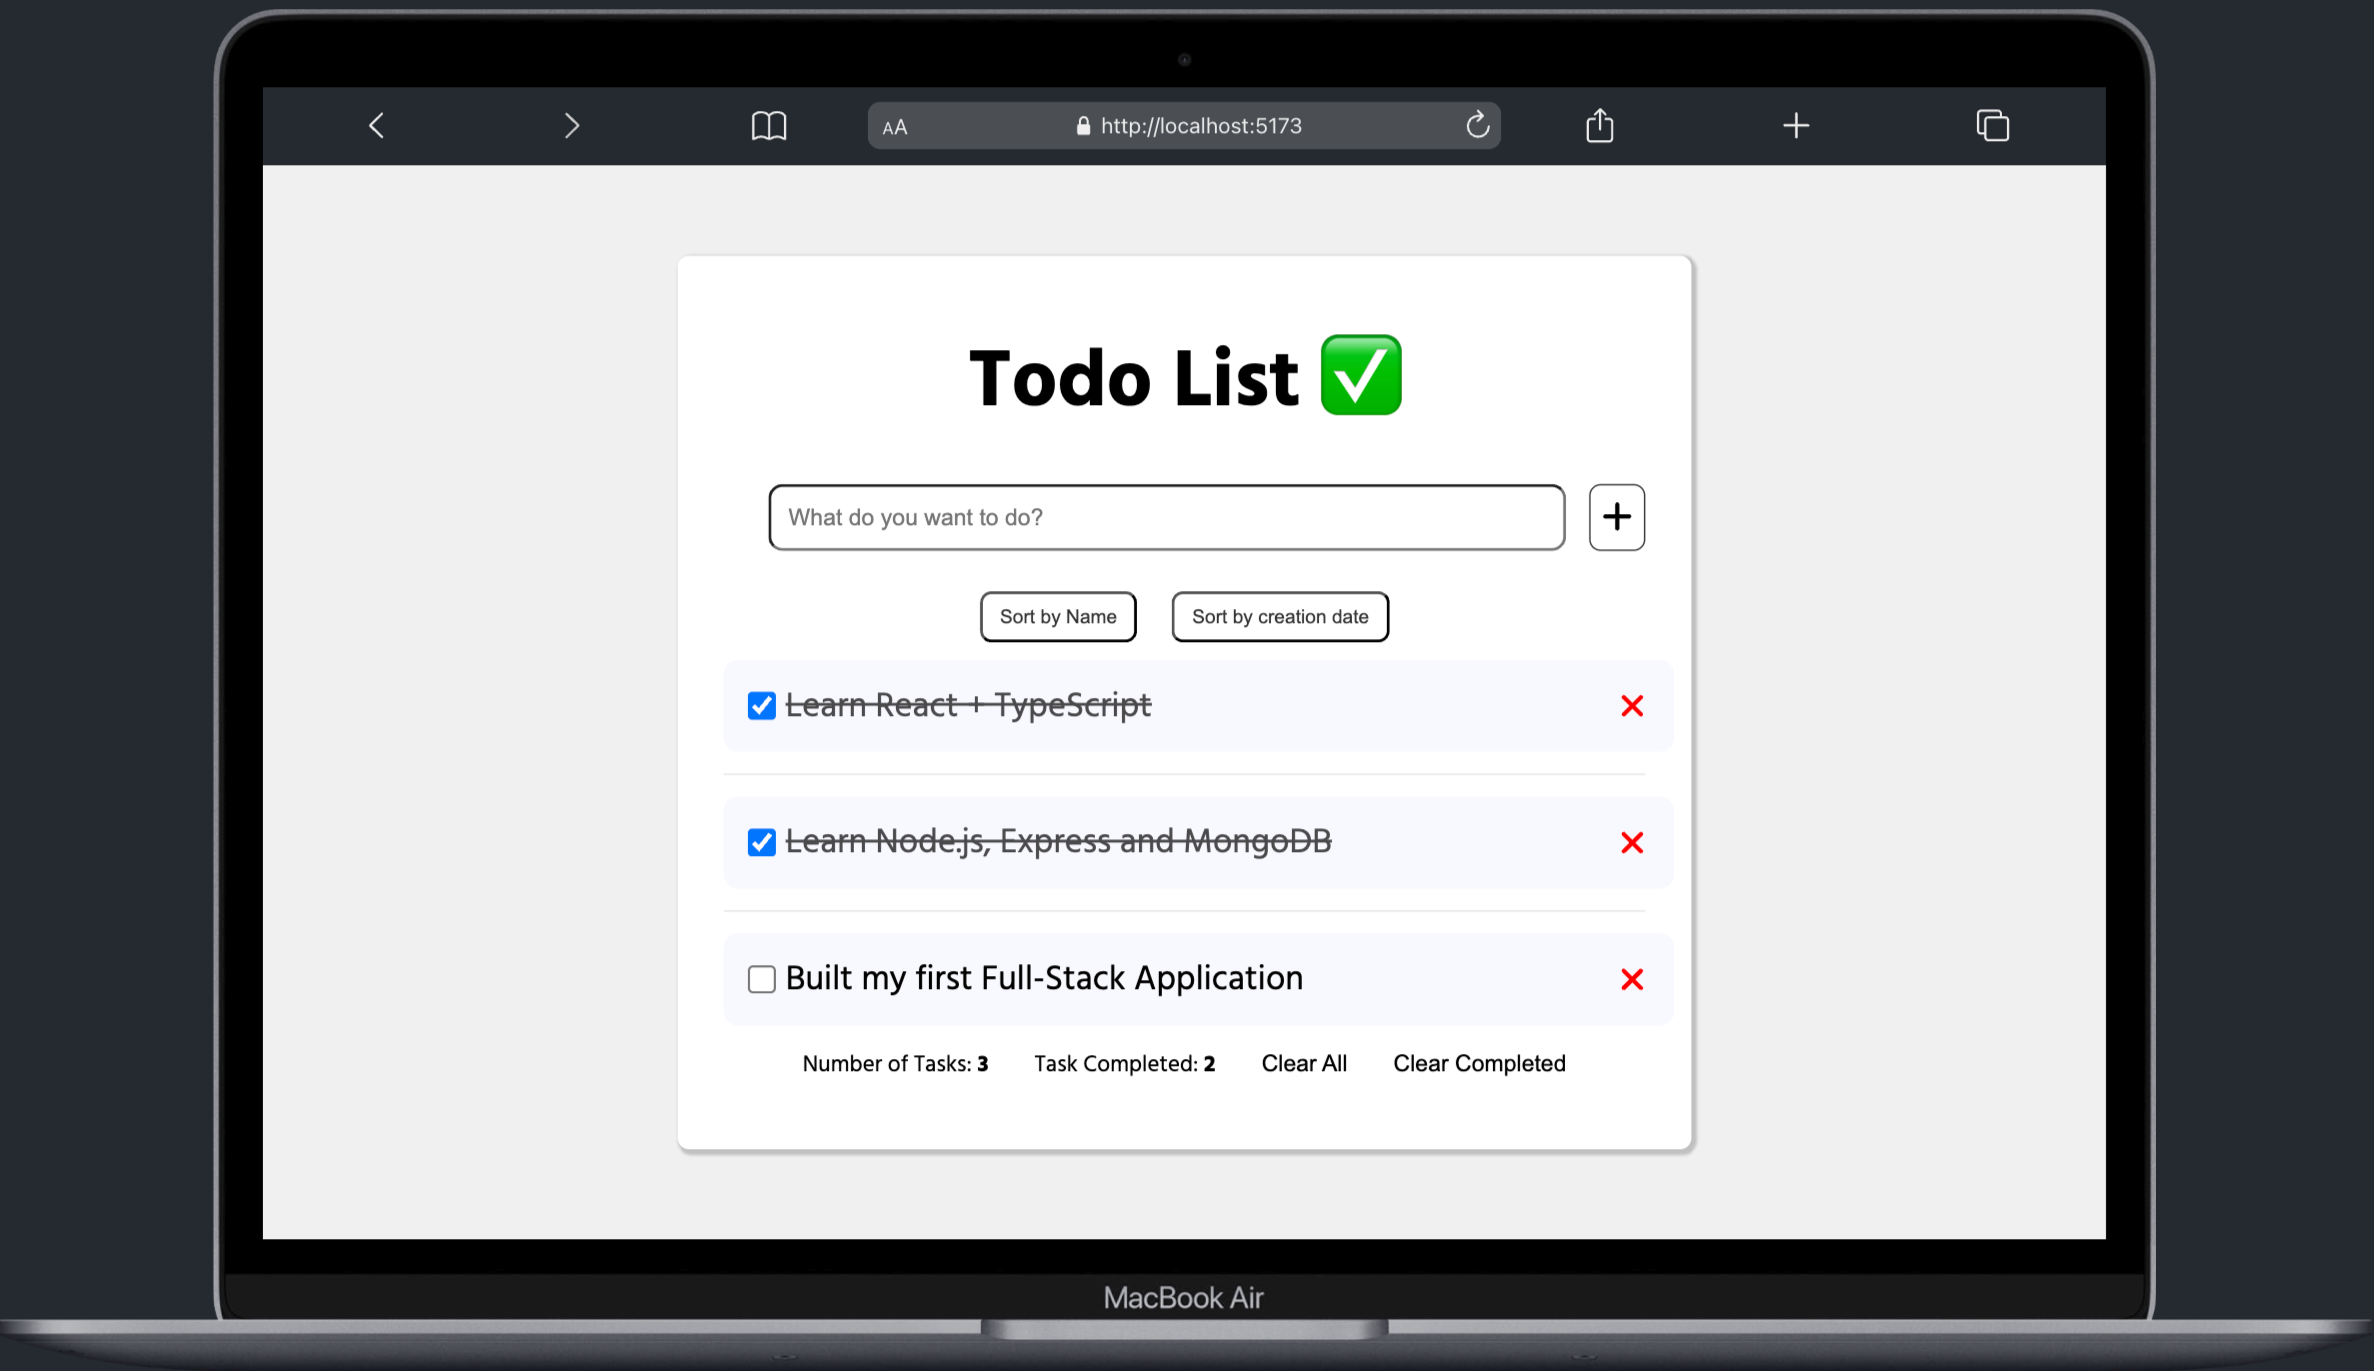 AA http://localhost:5173
Todo List ✅
What do you want to do?
Sort by Name Sort by creation date
Learn React + TypeScript
Learn Node.js, Express and MongoDB
Built my first Full-Stack Application
Number of Tasks: 3 Task Completed: 2 Clear All Clear Completed
MacBook Air